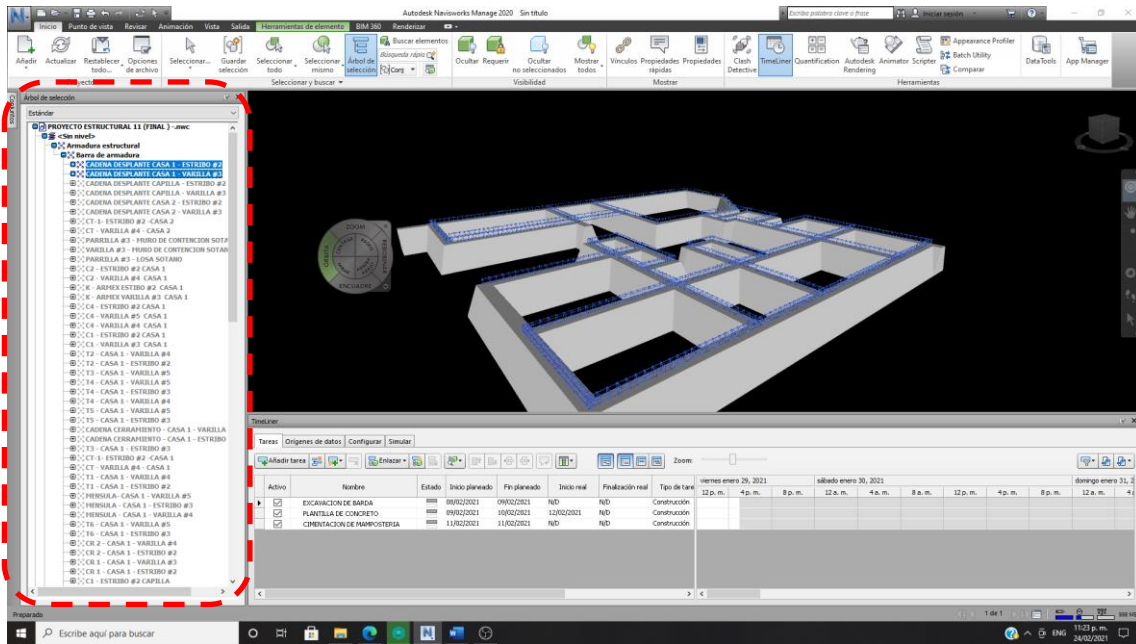 Autodesk Navisworks Manage 2020 Sin título
Escriba palabra clave o frase
Iniciar sesión
Inicio Punto de vista Revisar Animación Vista Salida Herramientas de elemento BIM 360 Renderizar
Añadir
Actualizar
Restablecer todo...
Opciones de archivo
Seleccionar...
Guardar selección
Seleccionar todo
Seleccionar mismo
Árbol de selección
Buscar elementos
Búsqueda rápida
Conj
Ocultar
Requerir
Ocultar no seleccionados
Mostrar todos
Vínculos
Propiedades rápidas
Propiedades
Clash Detective
TimeLiner
Quantification
Autodesk Rendering
Animator
Scripter
Appearance Profiler
Batch Utility
Comparar
DataTools
App Manager
Proyecto
Seleccionar y buscar
Visibilidad
Mostrar
Herramientas
Conjuntos
Árbol de selección
Estándar
PROYECTO ESTRUCTURAL 11 (FINAL ) -.nwc
<Sin nivel>
Armadura estructural
Barra de armadura
CADENA DESPLANTE CASA 1 - ESTRIBO #2
CADENA DESPLANTE CASA 1 - VARILLA #3
CADENA DESPLANTE CAPILLA - ESTRIBO #2
CADENA DESPLANTE CAPILLA - VARILLA #3
CADENA DESPLANTE CASA 2 - ESTRIBO #2
CADENA DESPLANTE CASA 2 - VARILLA #3
CT-1- ESTRIBO #2 -CASA 2
CT - VARILLA #4 - CASA 2
PARRILLA #3 - MURO DE CONTENCION SOTA
VARILLA #3 - MURO DE CONTENCION SOTAN
PARRILLA #3 - LOSA SOTANO
C2 - ESTRIBO #2 CASA 1
C2 - VARILLA #4 CASA 1
K - ARMEX ESTIBO #2 CASA 1
K - ARMEX VARILLA #3 CASA 1
C4 - ESTRIBO #2 CASA 1
C4 - VARILLA #5 CASA 1
C4 - VARILLA #4 CASA 1
C1 - ESTRIBO #2 CASA 1
C1 - VARILLA #3 CASA 1
T2 - CASA 1 - VARILLA #4
T2 - CASA 1 - ESTRIBO #2
T3 - CASA 1 - VARILLA #5
T4 - CASA 1 - VARILLA #5
T4 - CASA 1 - ESTRIBO #3
T4 - CASA 1 - VARILLA #4
T5 - CASA 1 - VARILLA #5
T5 - CASA 1 - ESTRIBO #3
CADENA CERRAMIENTO - CASA 1 - VARILLA
CADENA CERRAMIENTO - CASA 1 - ESTRIBO
T3 - CASA 1 - ESTRIBO #3
CT-1- ESTRIBO #2 -CASA 1
CT - VARILLA #4 - CASA 1
T1 - CASA 1 - VARILLA #4
T1 - CASA 1 - ESTRIBO #2
MENSULA- CASA 1 - VARILLA #5
MENSULA - CASA 1 - ESTRIBO #3
MENSULA - CASA 1 - VARILLA #4
T6 - CASA 1 - VARILLA #5
T6 - CASA 1 - ESTRIBO #3
CR 2 - CASA 1 - VARILLA #4
CR 2 - CASA 1 - ESTRIBO #2
CR 1 - CASA 1 - VARILLA #3
CR 1 - CASA 1 - ESTRIBO #2
C1 - ESTRIBO #2 CAPILLA
ZOOM
ÓRBITA
ENCUADRE
TimeLiner
Tareas Orígenes de datos Configurar Simular
Añadir tarea
Enlazar
Zoom:
Activo Nombre Estado Inicio planeado Fin planeado Inicio real Finalización real Tipo de tare
EXCAVACION DE BARDA 08/02/2021 09/02/2021 N/D N/D Construcción
PLANTILLA DE CONCRETO 09/02/2021 10/02/2021 12/02/2021 N/D Construcción
CIMENTACION DE MAMPOSTERIA 11/02/2021 11/02/2021 N/D N/D Construcción
viernes enero 29, 2021 sábado enero 30, 2021 domingo enero 31, 2
12 p. m. 4 p. m. 8 p. m. 12 a. m. 4 a. m. 8 a. m. 12 p. m. 4 p. m. 8 p. m. 12 a. m.
Preparado
1 de 1
Escribe aquí para buscar
ENG
11:23 p. m.
24/02/2021